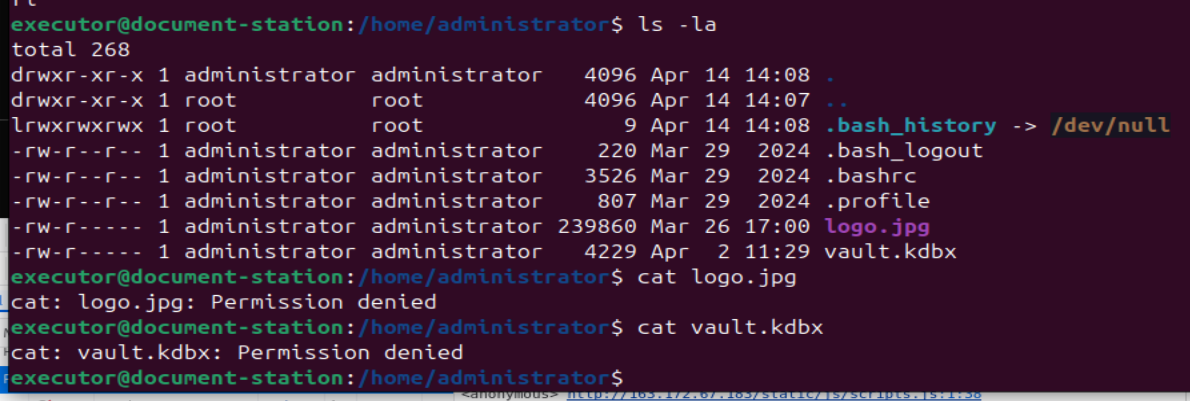 executor@document-station:/home/administrator$ ls -la
total 268
drwxr-xr-x 1 administrator administrator   4096 Apr 14 14:08 .
drwxr-xr-x 1 root          root            4096 Apr 14 14:07 ..
lrwxrwxrwx 1 root          root               9 Apr 14 14:08 .bash_history -> /dev/null
-rw-r--r-- 1 administrator administrator    220 Mar 29  2024 .bash_logout
-rw-r--r-- 1 administrator administrator   3526 Mar 29  2024 .bashrc
-rw-r--r-- 1 administrator administrator    807 Mar 29  2024 .profile
-rw-r----- 1 administrator administrator 239860 Mar 26 17:00 logo.jpg
-rw-r----- 1 administrator administrator   4229 Apr  2 11:29 vault.kdbx
executor@document-station:/home/administrator$ cat logo.jpg
cat: logo.jpg: Permission denied
executor@document-station:/home/administrator$ cat vault.kdbx
cat: vault.kdbx: Permission denied
executor@document-station:/home/administrator$
<anonymous> http://163.172.67.183/static/js/scripts.js:1:38